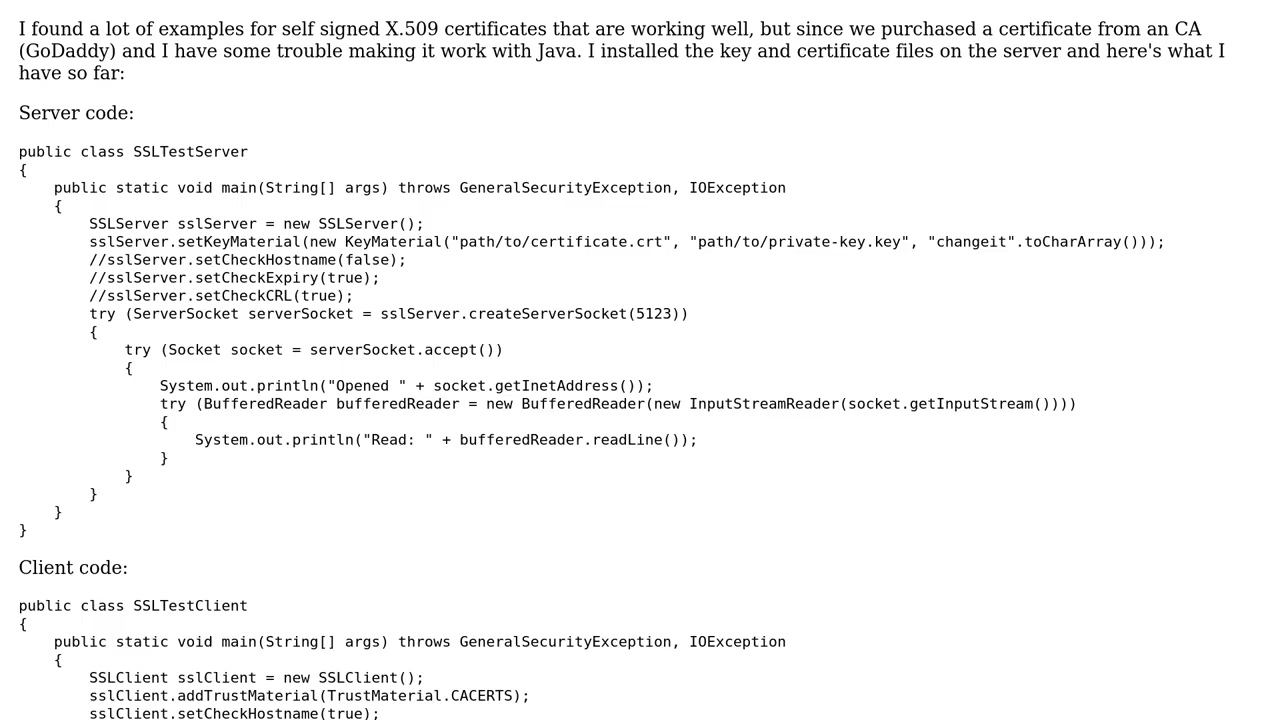 I found a lot of examples for self signed X.509 certificates that are working well, but since we purchased a certificate from an CA
(GoDaddy) and I have some trouble making it work with Java. I installed the key and certificate files on the server and here's what I
have so far:
Server code:
public class SSLTestServer
{
    public static void main(String[] args) throws GeneralSecurityException, IOException
    {
        SSLServer sslServer = new SSLServer();
        sslServer.setKeyMaterial(new KeyMaterial("path/to/certificate.crt", "path/to/private-key.key", "changeit".toCharArray()));
        //sslServer.setCheckHostname(false);
        //sslServer.setCheckExpiry(true);
        //sslServer.setCheckCRL(true);
        try (ServerSocket serverSocket = sslServer.createServerSocket(5123))
        {
            try (Socket socket = serverSocket.accept())
            {
                System.out.println("Opened " + socket.getInetAddress());
                try (BufferedReader bufferedReader = new BufferedReader(new InputStreamReader(socket.getInputStream())))
                {
                    System.out.println("Read: " + bufferedReader.readLine());
                }
            }
        }
    }
}
Client code:
public class SSLTestClient
{
    public static void main(String[] args) throws GeneralSecurityException, IOException
    {
        SSLClient sslClient = new SSLClient();
        sslClient.addTrustMaterial(TrustMaterial.CACERTS);
        sslClient.setCheckHostname(true);